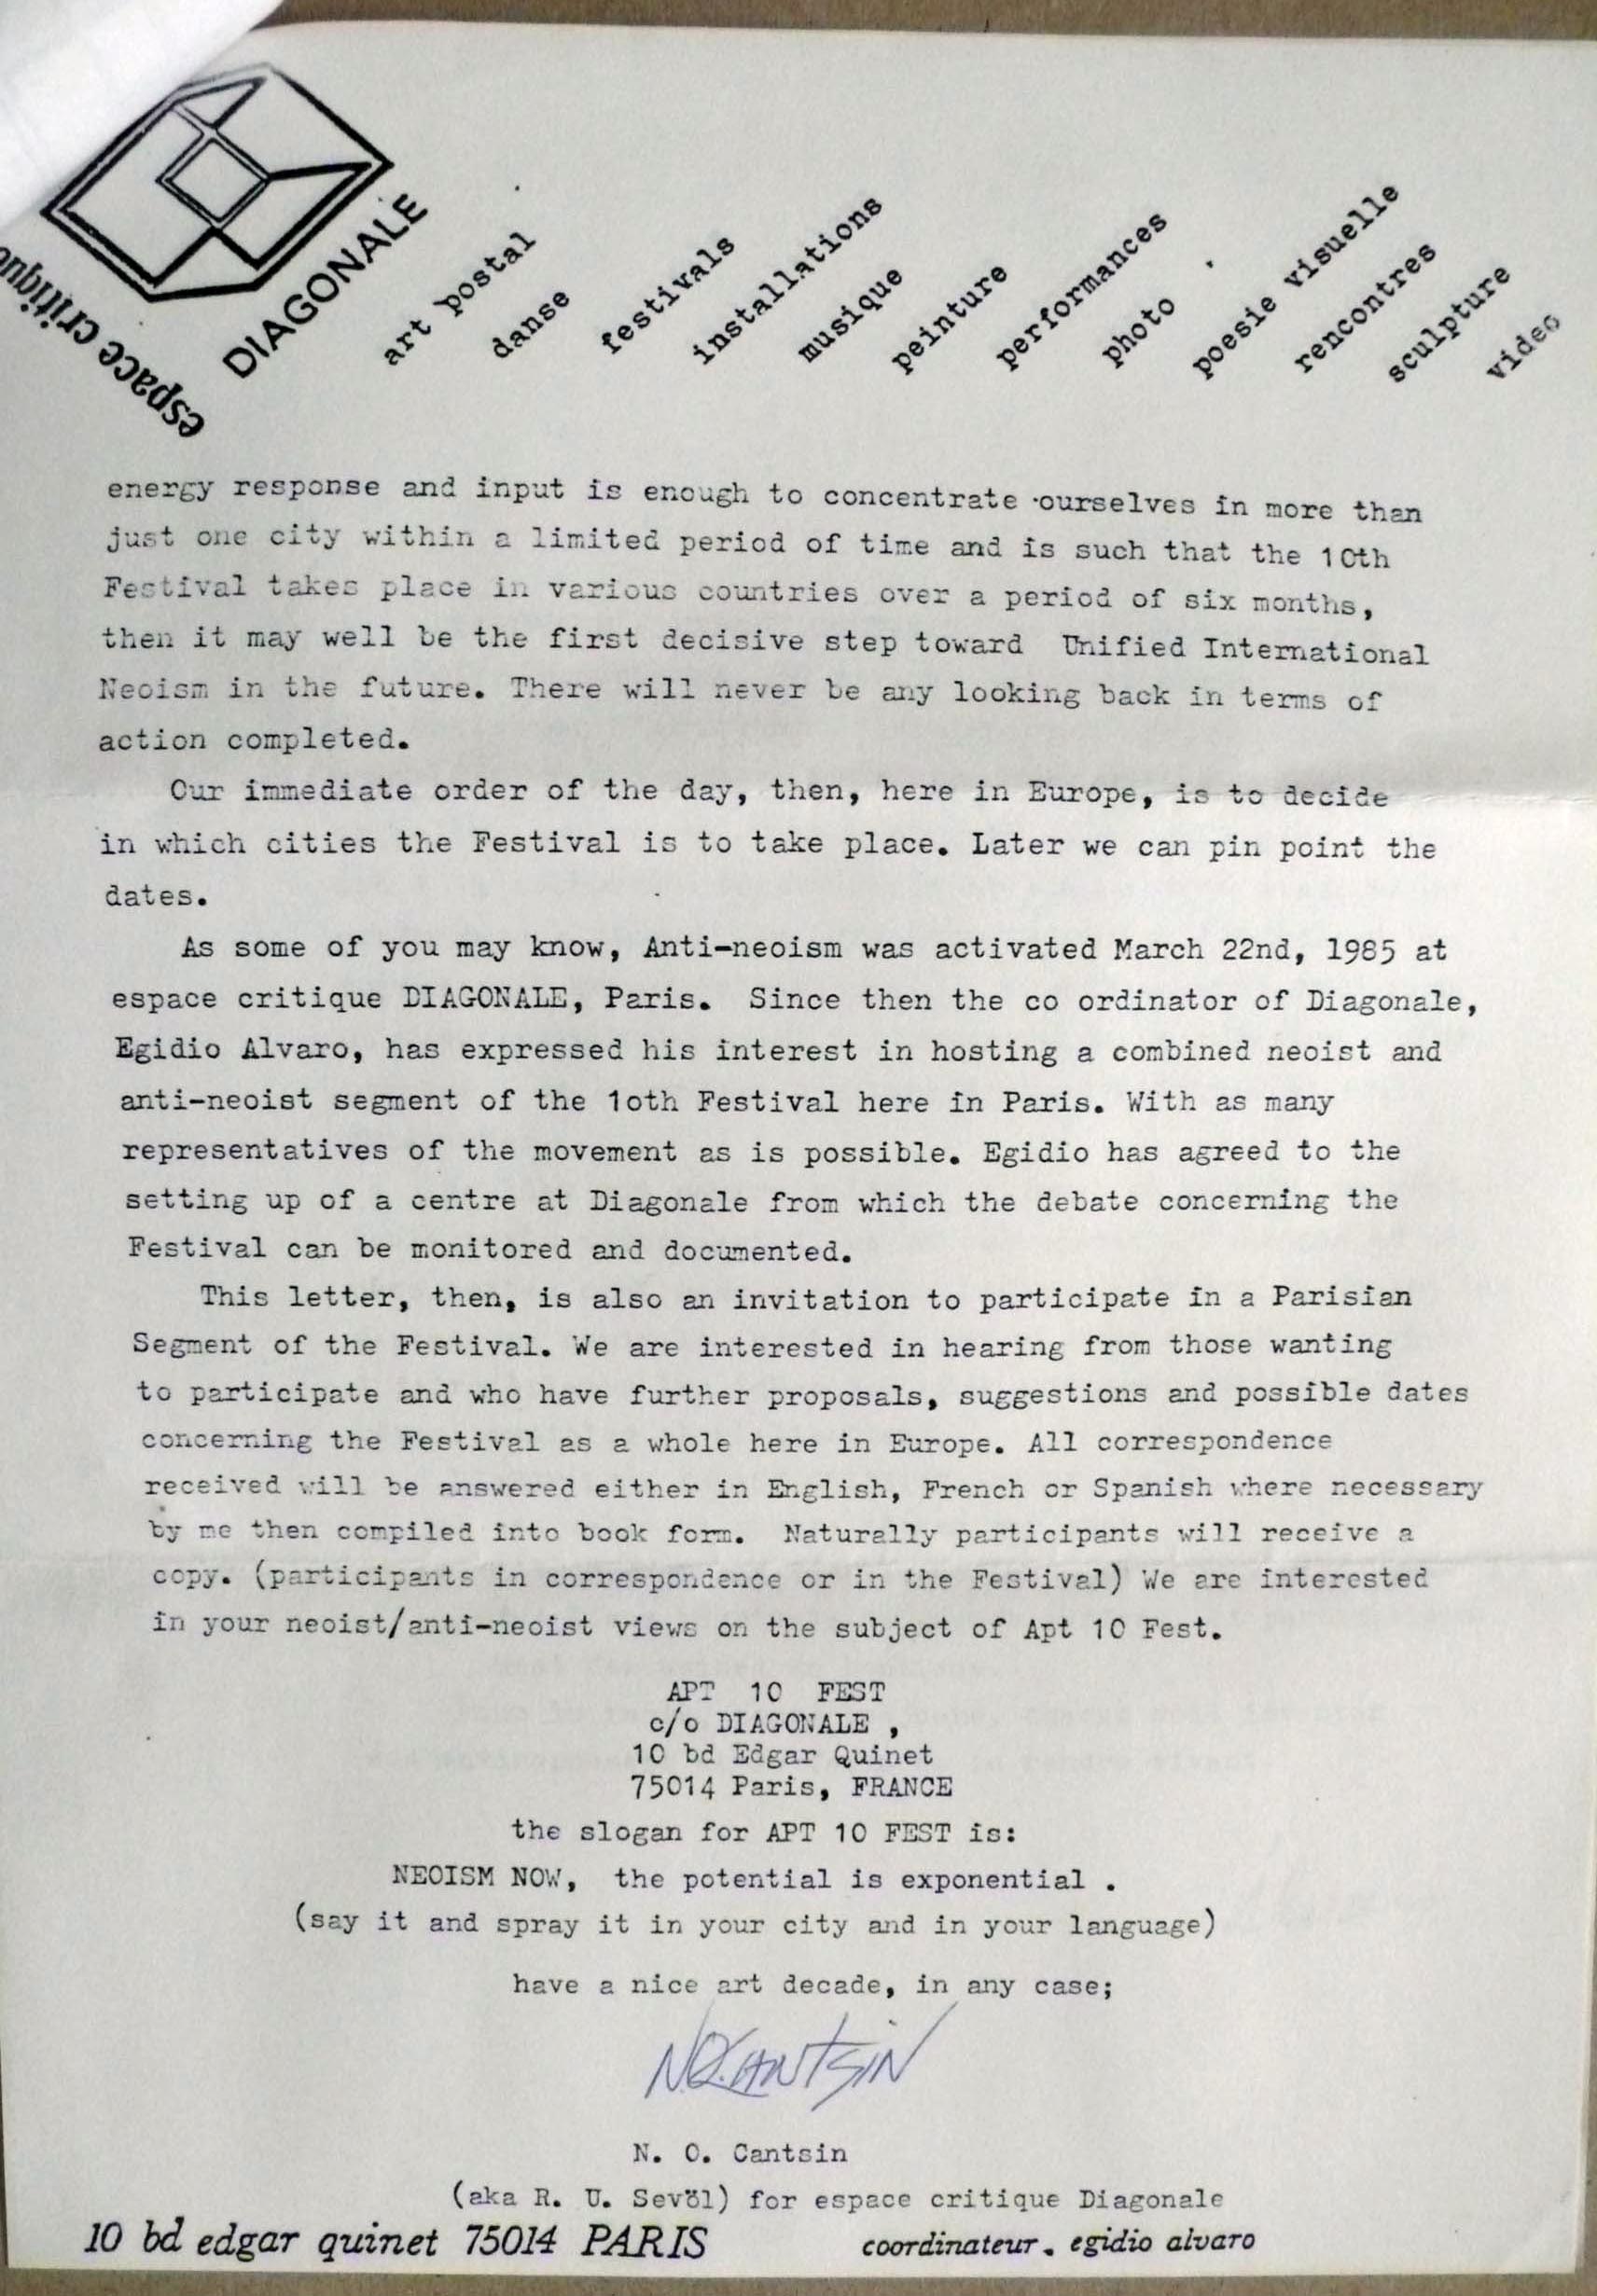 espace critique
DIAGONALE
art postal
danse
festivals
installations
musique
peinture
performances
photo
poesie visuelle
rencontres
sculpture
video
energy response and input is enough to concentrate ourselves in more than
just one city within a limited period of time and is such that the 10th
Festival takes place in various countries over a period of six months,
then it may well be the first decisive step toward Unified International
Neoism in the future. There will never be any looking back in terms of
action completed.
Our immediate order of the day, then, here in Europe, is to decide
in which cities the Festival is to take place. Later we can pin point the
dates.
As some of you may know, Anti-neoism was activated March 22nd, 1985 at
espace critique DIAGONALE, Paris. Since then the co ordinator of Diagonale,
Egidio Alvaro, has expressed his interest in hosting a combined neoist and
anti-neoist segment of the 1oth Festival here in Paris. With as many
representatives of the movement as is possible. Egidio has agreed to the
setting up of a centre at Diagonale from which the debate concerning the
Festival can be monitored and documented.
This letter, then, is also an invitation to participate in a Parisian
Segment of the Festival. We are interested in hearing from those wanting
to participate and who have further proposals, suggestions and possible dates
concerning the Festival as a whole here in Europe. All correspondence
received will be answered either in English, French or Spanish where necessary
by me then compiled into book form. Naturally participants will receive a
copy. (participants in correspondence or in the Festival) We are interested
in your neoist/anti-neoist views on the subject of Apt 10 Fest.
APT 10 FEST
c/o DIAGONALE ,
10 bd Edgar Quinet
75014 Paris, FRANCE
the slogan for APT 10 FEST is:
NEOISM NOW, the potential is exponential .
(say it and spray it in your city and in your language)
have a nice art decade, in any case;
N.O.CANTSIN
N. O. Cantsin
(aka R. U. Sevöl) for espace critique Diagonale
10 bd edgar quinet 75014 PARIS
coordinateur. egidio alvaro